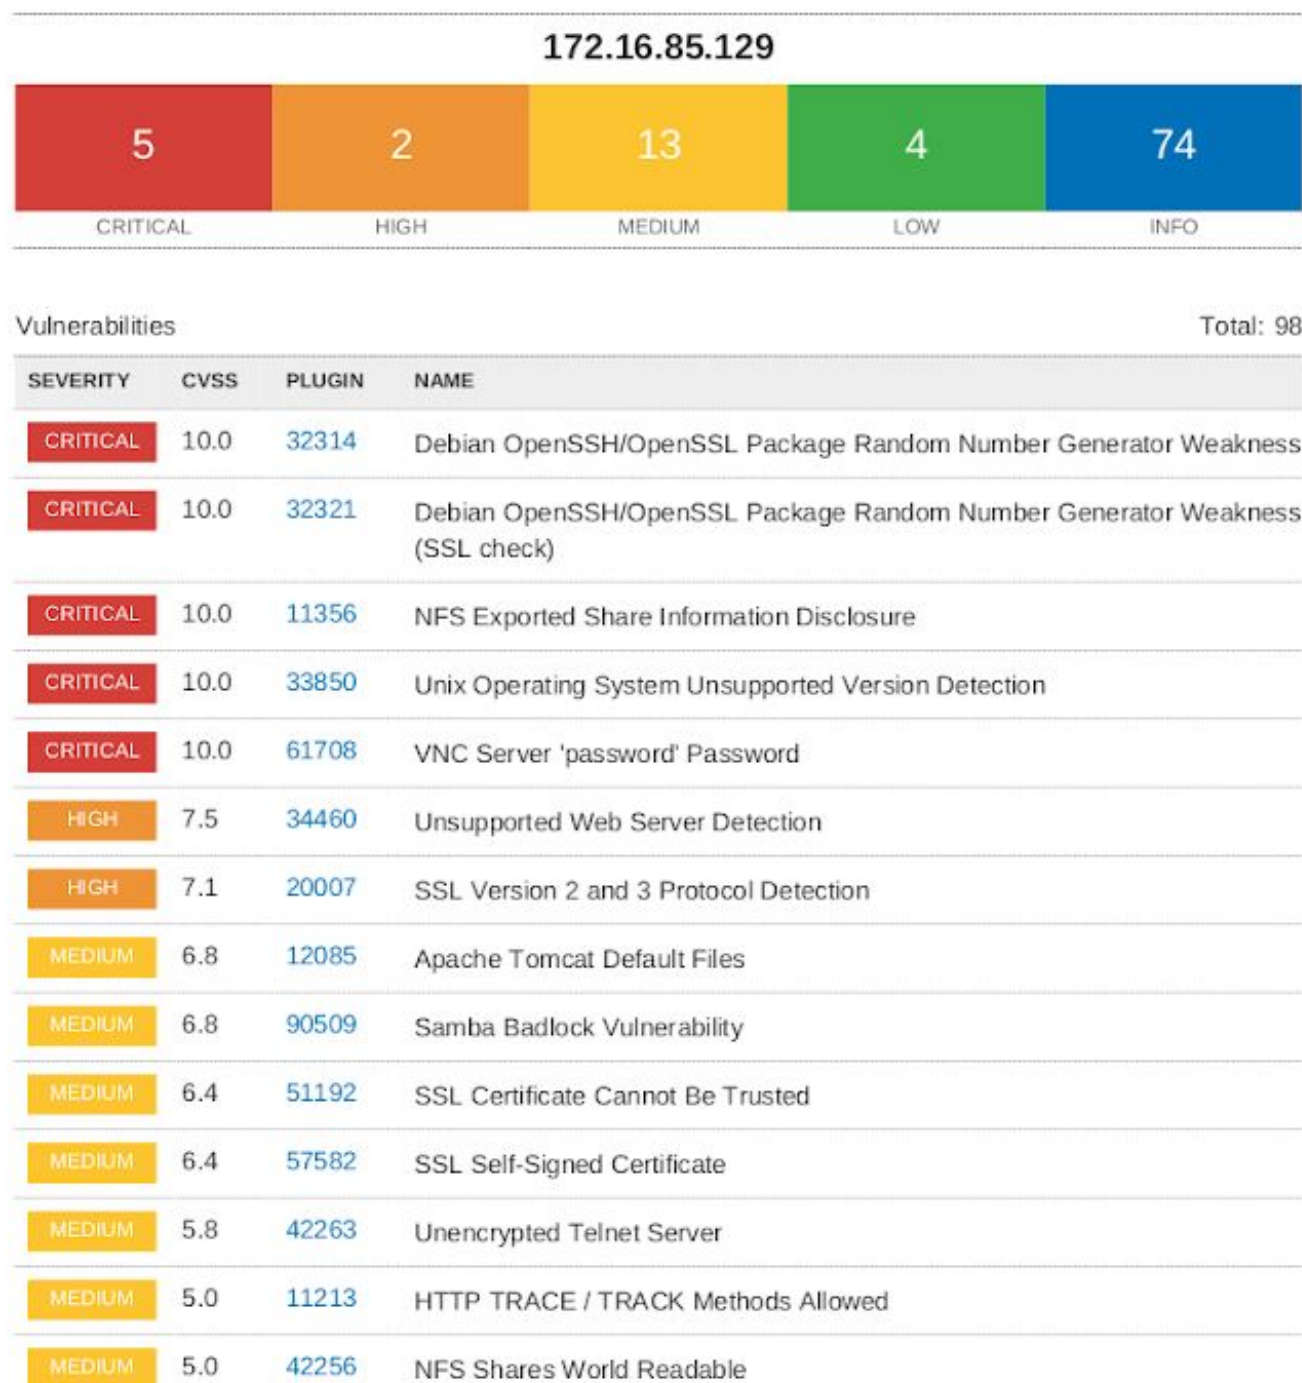 172.16.85.129
5 2 13 4 74
CRITICAL HIGH MEDIUM LOW INFO
Vulnerabilities Total: 98
SEVERITY CVSS PLUGIN NAME
CRITICAL 10.0 32314 Debian OpenSSH/OpenSSL Package Random Number Generator Weakness
CRITICAL 10.0 32321 Debian OpenSSH/OpenSSL Package Random Number Generator Weakness
(SSL check)
CRITICAL 10.0 11356 NFS Exported Share Information Disclosure
CRITICAL 10.0 33850 Unix Operating System Unsupported Version Detection
CRITICAL 10.0 61708 VNC Server 'password' Password
HIGH 7.5 34460 Unsupported Web Server Detection
HIGH 7.1 20007 SSL Version 2 and 3 Protocol Detection
MEDIUM 6.8 12085 Apache Tomcat Default Files
MEDIUM 6.8 90509 Samba Badlock Vulnerability
MEDIUM 6.4 51192 SSL Certificate Cannot Be Trusted
MEDIUM 6.4 57582 SSL Self-Signed Certificate
MEDIUM 5.8 42263 Unencrypted Telnet Server
MEDIUM 5.0 11213 HTTP TRACE / TRACK Methods Allowed
MEDIUM 5.0 42256 NFS Shares World Readable